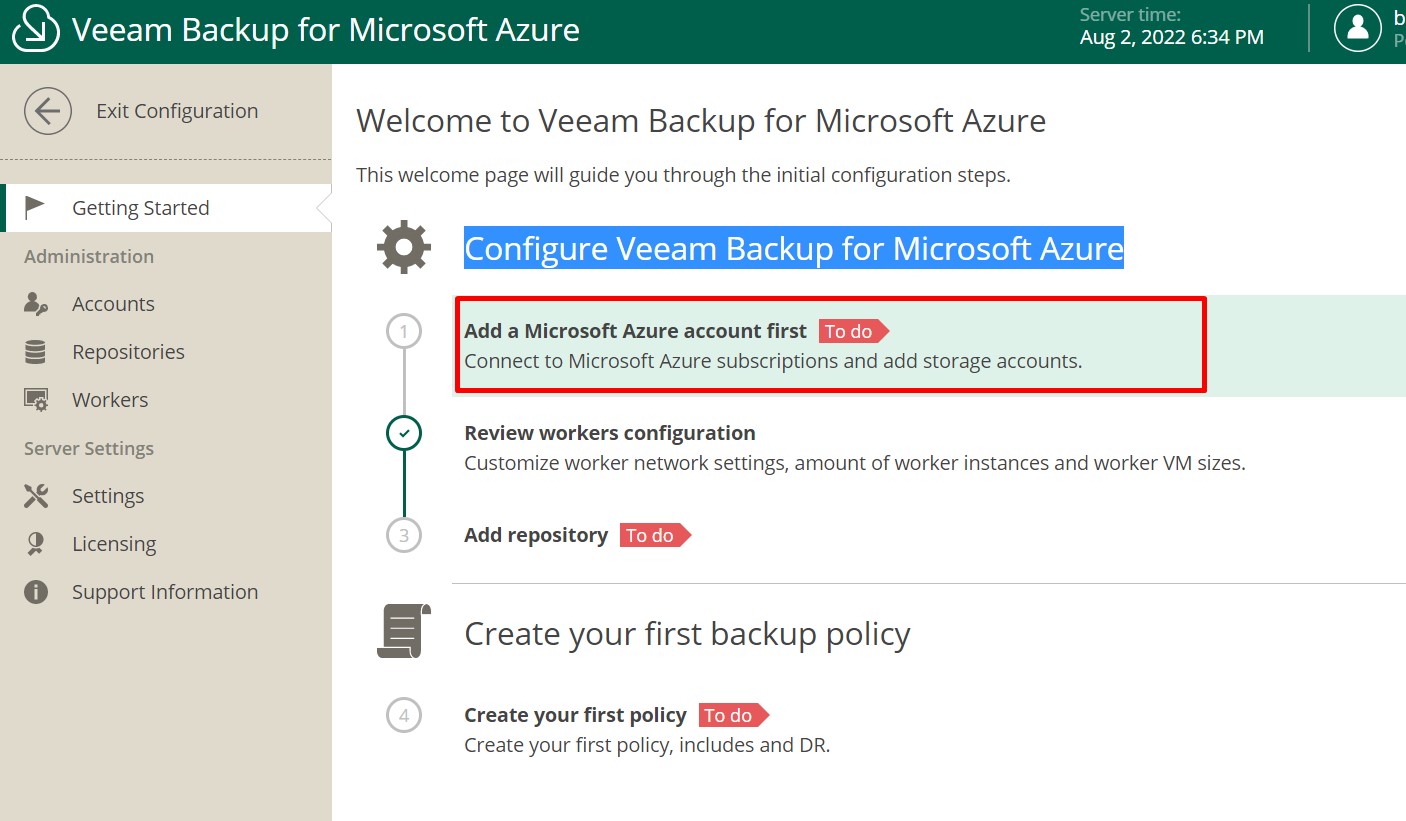 Veeam Backup for Microsoft Azure
Server time:
Aug 2, 2022 6:34 PM
Exit Configuration
Getting Started
Administration
Accounts
Repositories
Workers
Server Settings
Settings
Licensing
Support Information
Welcome to Veeam Backup for Microsoft Azure
This welcome page will guide you through the initial configuration steps.
Configure Veeam Backup for Microsoft Azure
1
Add a Microsoft Azure account first To do
Connect to Microsoft Azure subscriptions and add storage accounts.
Review workers configuration
Customize worker network settings, amount of worker instances and worker VM sizes.
3
Add repository To do
Create your first backup policy
4
Create your first policy To do
Create your first policy, includes and DR.